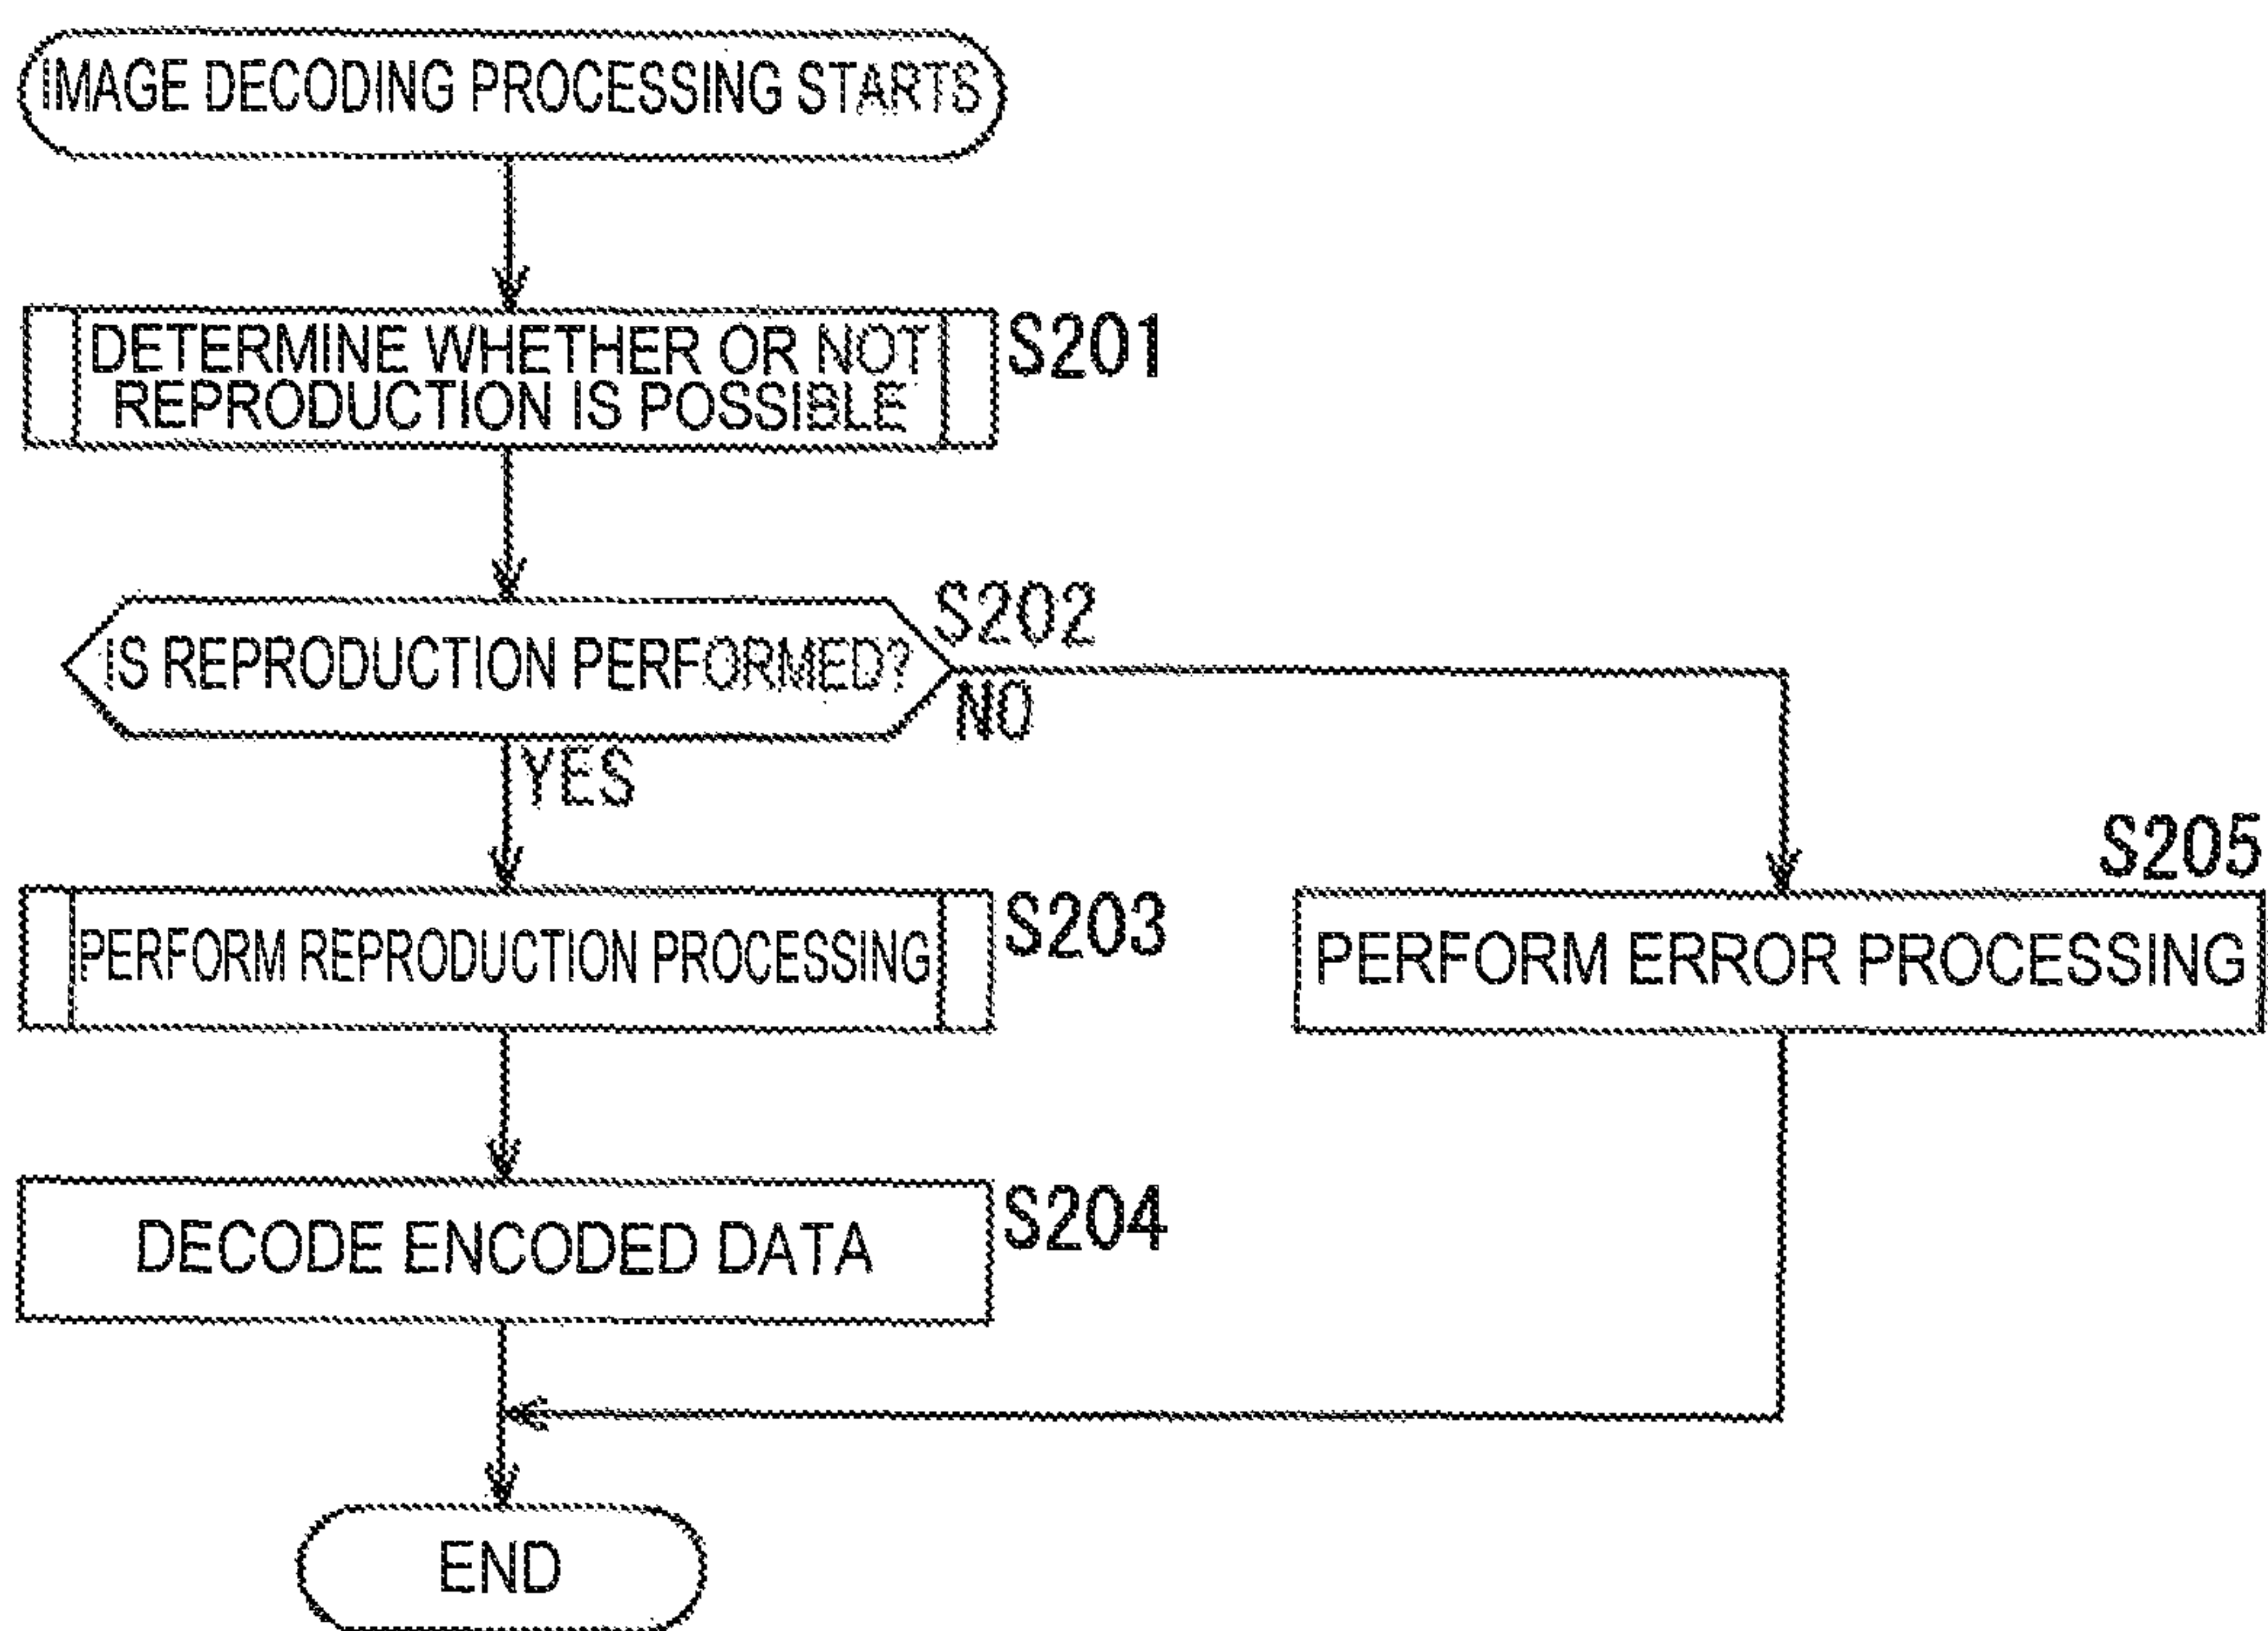 IMAGE DECODING PROCESSING STARTS
DETERMINE WHETHER OR NOT
REPRODUCTION IS POSSIBLE
S201
IS REPRODUCTION PERFORMED?
S202
NO
YES
PERFORM REPRODUCTION PROCESSING
S203
S205
PERFORM ERROR PROCESSING
DECODE ENCODED DATA
S204
END